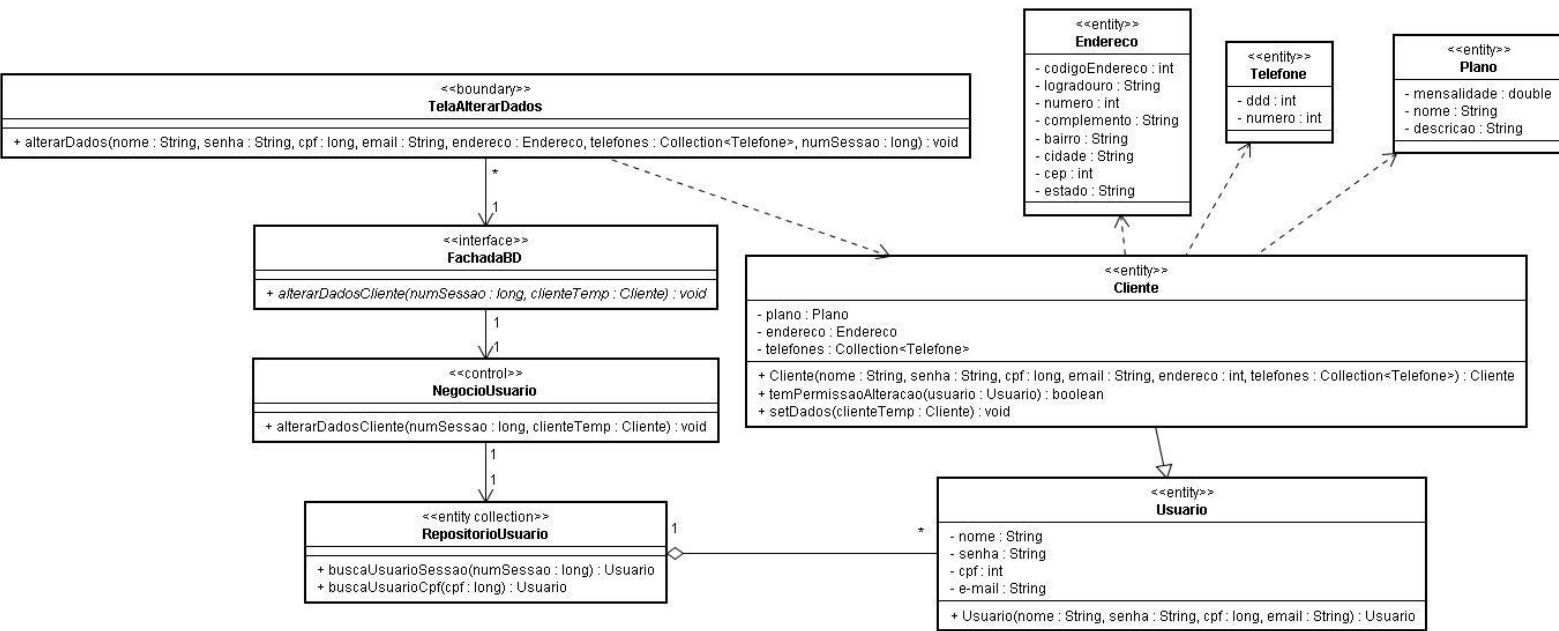 <<boundary>>
TelaAlterarDados
+ alterarDados(nome : String, senha : String, cpf : long, email : String, endereco : Endereco, telefones : Collection<Telefone>, numSessao : long) : void
*
1
<<interface>>
FachadaBD
+ alterarDadosCliente(numSessao : long, clienteTemp : Cliente) : void
1
1
<<control>>
NegocioUsuario
+ alterarDadosCliente(numSessao : long, clienteTemp : Cliente) : void
1
1
<<entity collection>>
RepositorioUsuario
+ buscaUsuarioSessao(numSessao : long) : Usuario
+ buscaUsuarioCpf(cpf : long) : Usuario
1
*
<<entity>>
Endereco
- codigoEndereco : int
- logradouro : String
- numero : int
- complemento : String
- bairro : String
- cidade : String
- cep : int
- estado : String
<<entity>>
Telefone
- ddd : int
- numero : int
<<entity>>
Plano
- mensalidade : double
- nome : String
- descricao : String
<<entity>>
Cliente
- plano : Plano
- endereco : Endereco
- telefones : Collection<Telefone>
+ Cliente(nome : String, senha : String, cpf : long, email : String, endereco : int, telefones : Collection<Telefone>) : Cliente
+ temPermissaoAlteracao(usuario : Usuario) : boolean
+ setDados(clienteTemp : Cliente) : void
<<entity>>
Usuario
- nome : String
- senha : String
- cpf : int
- e-mail : String
+ Usuario(nome : String, senha : String, cpf : long, email : String) : Usuario